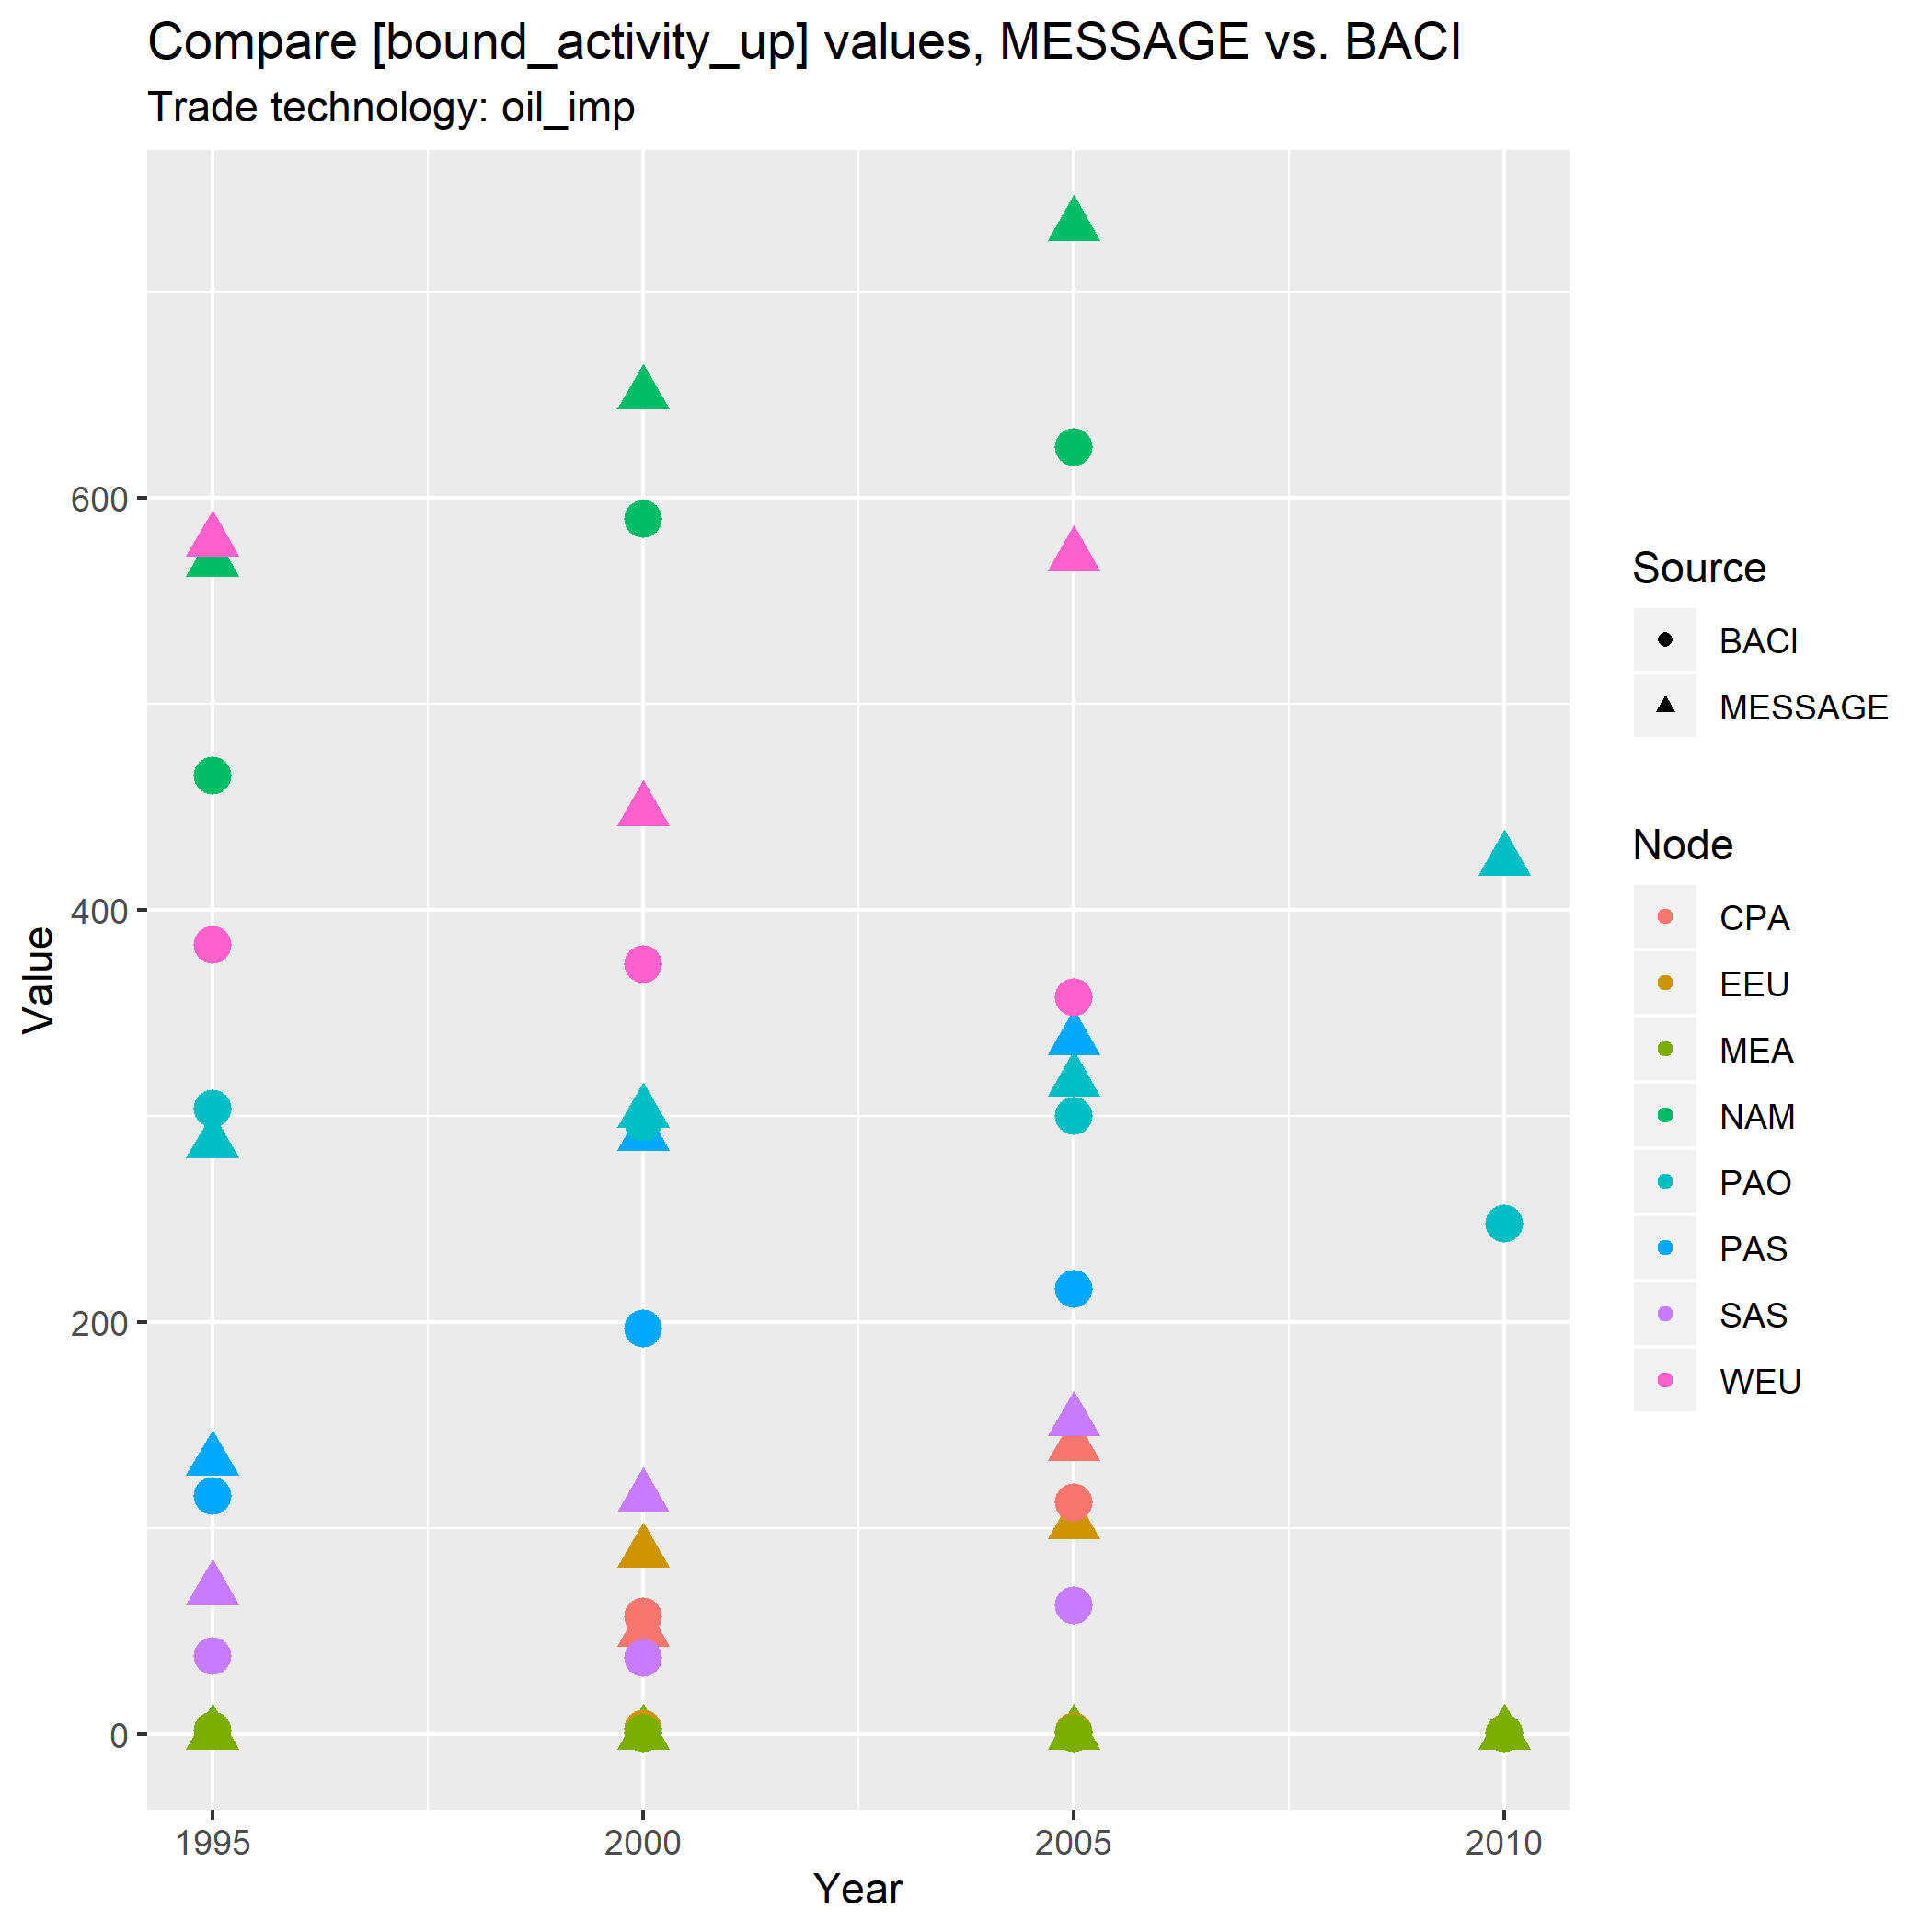 Compare [bound_activity_up] values, MESSAGE vs. BACI
Trade technology: oil_imp
Value
600
400
200
0
1995
2000
2005
2010
Year
Source
BACI
MESSAGE
Node
CPA
EEU
MEA
NAM
PAO
PAS
SAS
WEU